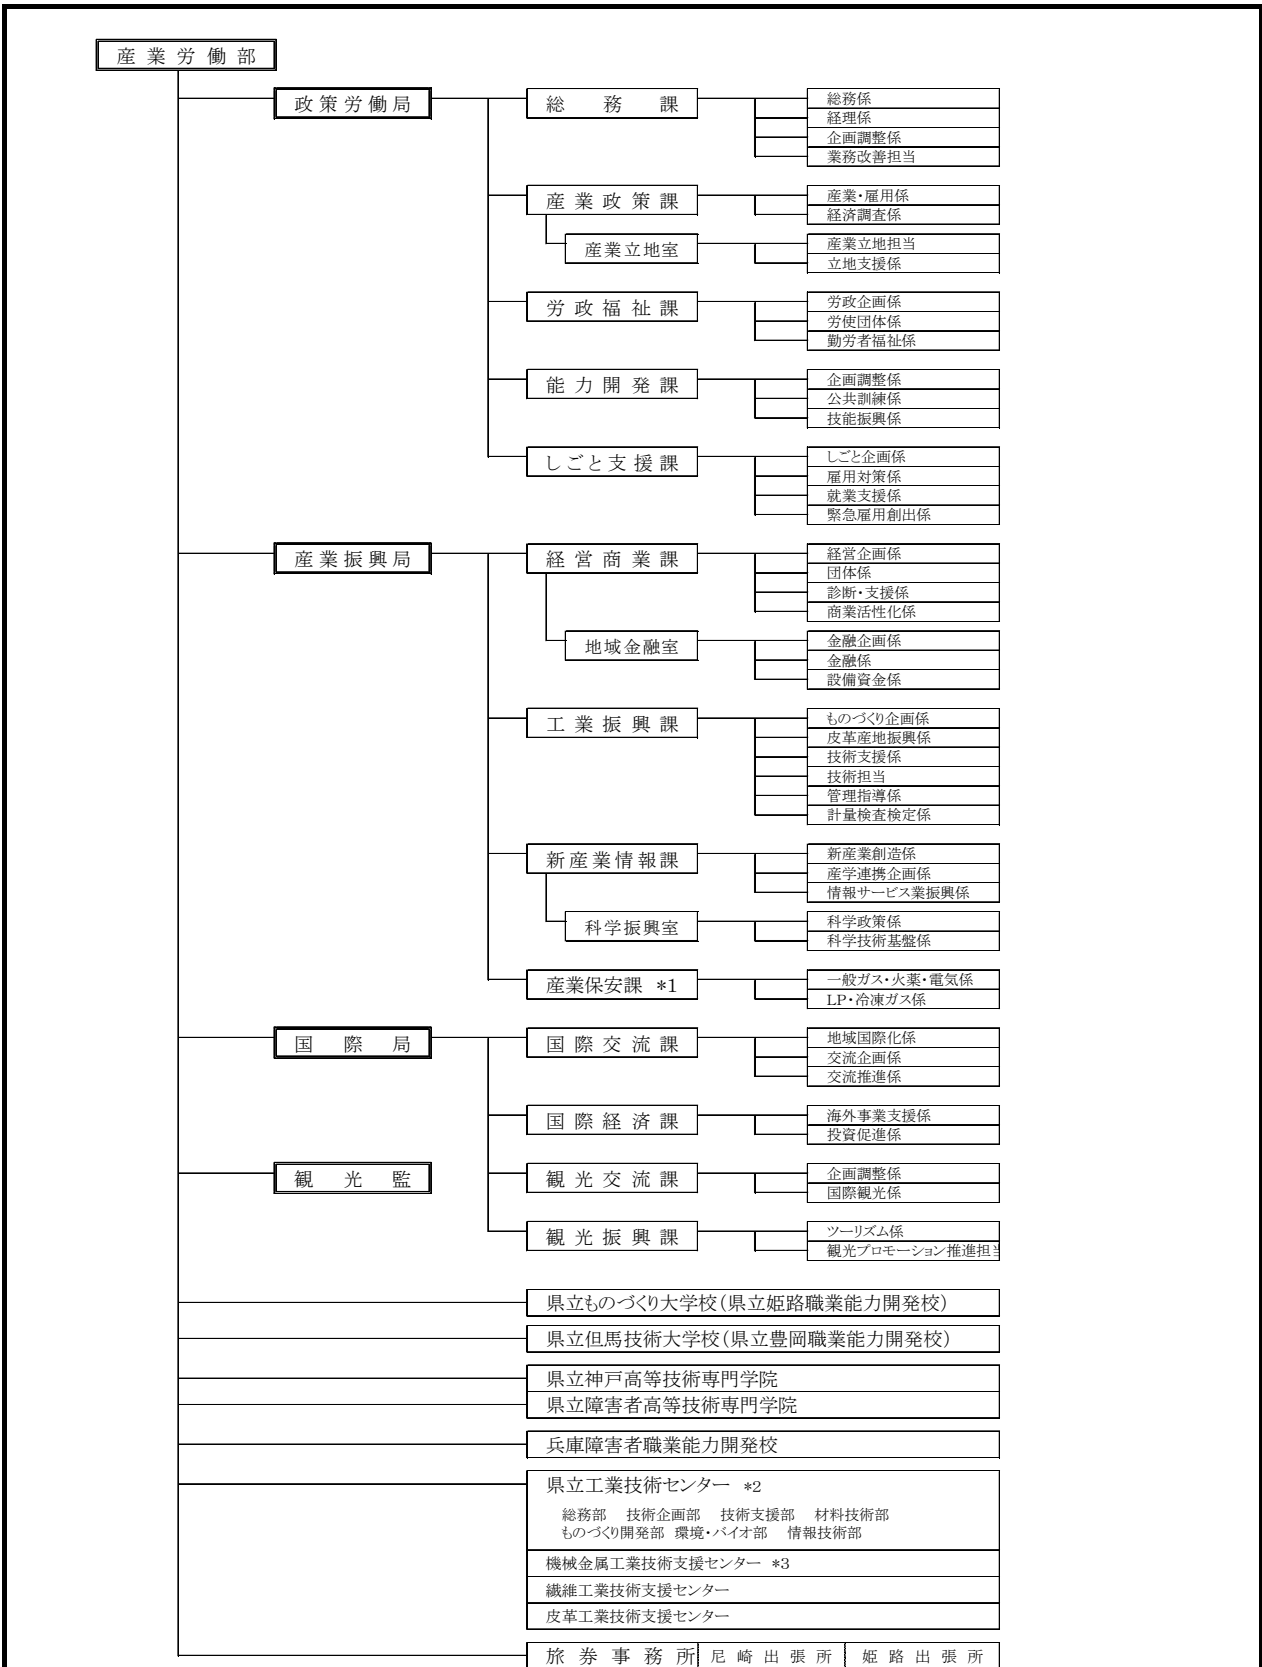 産業労働部
政策労働局
総務課
総務係
経理係
企画調整係
業務改善担当
産業政策課
産業・雇用係
経済調査係
産業立地室
産業立地担当
立地支援係
労政福祉課
労政企画係
労使団体係
勤労者福祉係
能力開発課
企画調整係
公共訓練係
技能振興係
しごと支援課
しごと企画係
雇用対策係
就業支援係
緊急雇用創出係
産業振興局
経営商業課
経営企画係
団体係
診断・支援係
商業活性化係
地域金融室
金融企画係
金融係
設備資金係
工業振興課
ものづくり企画係
皮革産地振興係
技術支援係
技術担当
管理指導係
計量検査検定係
新産業情報課
新産業創造係
産学連携企画係
情報サービス業振興係
科学振興室
科学政策係
科学技術基盤係
産業保安課 *1
一般ガス・火薬・電気係
LP・冷凍ガス係
国際局
国際交流課
地域国際化係
交流企画係
交流推進係
国際経済課
海外事業支援係
投資促進係
観光監
観光交流課
企画調整係
国際観光係
観光振興課
ツーリズム係
観光プロモーション推進担
県立ものづくり大学校(県立姫路職業能力開発校)
県立但馬技術大学校(県立豊岡職業能力開発校)
県立神戸高等技術専門学院
県立障害者高等技術専門学院
兵庫障害者職業能力開発校
県立工業技術センター *2
総務部 技術企画部 技術支援部 材料技術部
ものづくり開発部 環境・バイオ部 情報技術部
機械金属工業技術支援センター *3
繊維工業技術支援センター
皮革工業技術支援センター
旅券事務所 尼崎出張所 姫路出張所